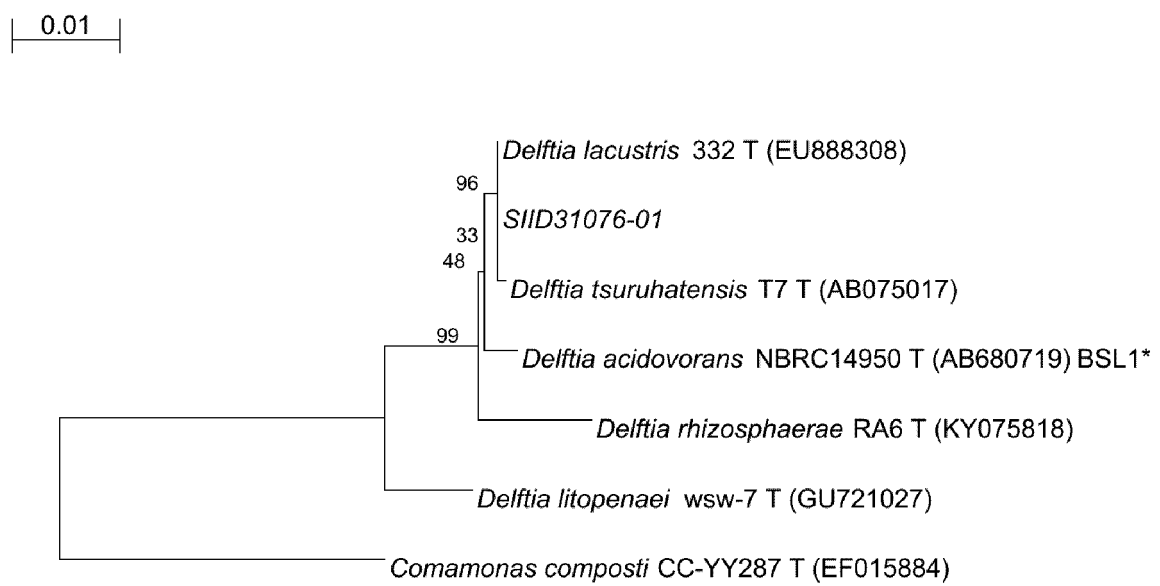 0.01
Delftia lacustris 332 T (EU888308)
96
SIID31076-01
33
48
Delftia tsuruhatensis T7 T (AB075017)
99
Delftia acidovorans NBRC14950 T (AB680719) BSL1*
Delftia rhizosphaerae RA6 T (KY075818)
Delftia litopenaei wsw-7 T (GU721027)
Comamonas composti CC-YY287 T (EF015884)